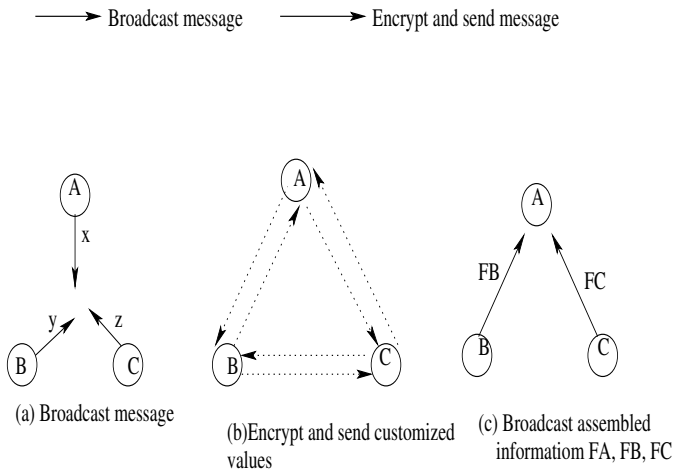 Broadcast message
Encrypt and send message
A
x
y
z
B
C
(a) Broadcast message
A
B
C
(b)Encrypt and send customized
values
A
FB
FC
B
C
(c) Broadcast assembled
informatiom FA, FB, FC